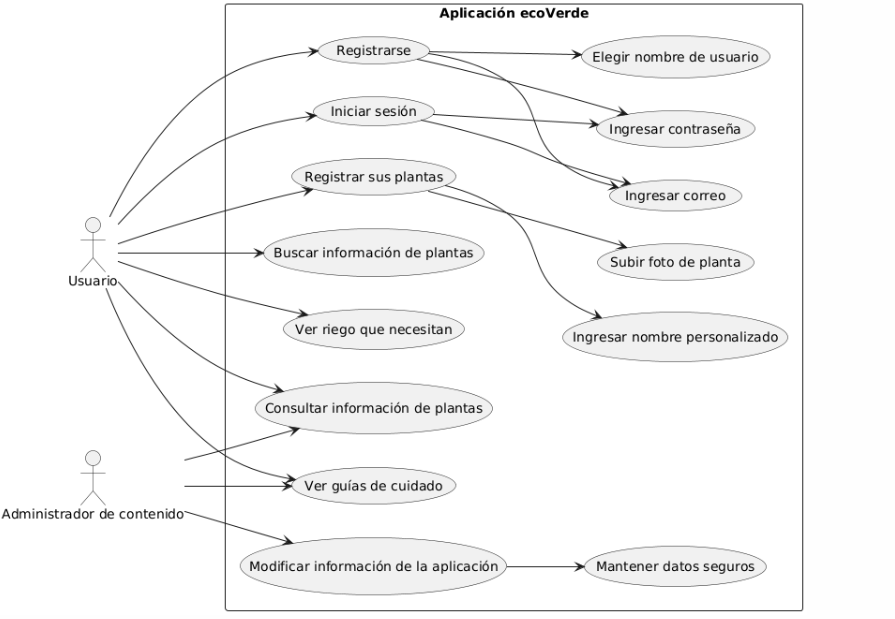 Aplicación ecoVerde
Registrarse
Elegir nombre de usuario
Iniciar sesión
Ingresar contraseña
Registrar sus plantas
Ingresar correo
Buscar información de plantas
Subir foto de planta
Usuario
Ver riego que necesitan
Ingresar nombre personalizado
Consultar información de plantas
Ver guías de cuidado
Administrador de contenido
Modificar información de la aplicación
Mantener datos seguros